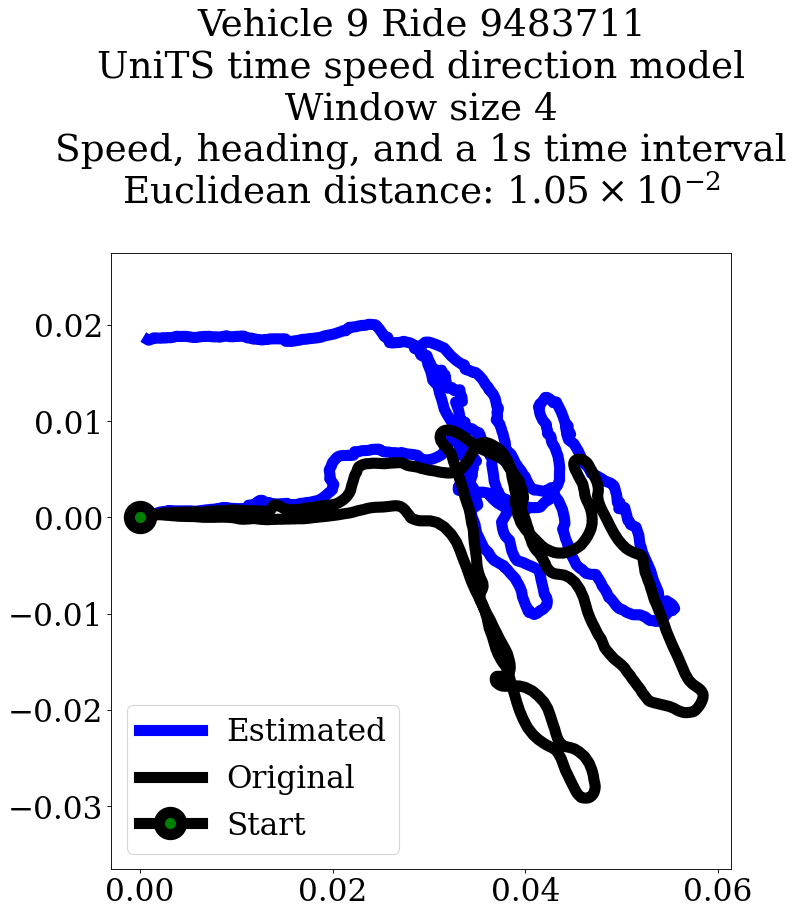 Vehicle 9 Ride 9483711
UniTS time speed direction model
Window size 4
Speed, heading, and a 1s time interval
Euclidean distance: 1.05 × 10⁻²
0.02
0.01
0.00
−0.01
−0.02
−0.03
Estimated
Original
Start
0.00 0.02 0.04 0.06